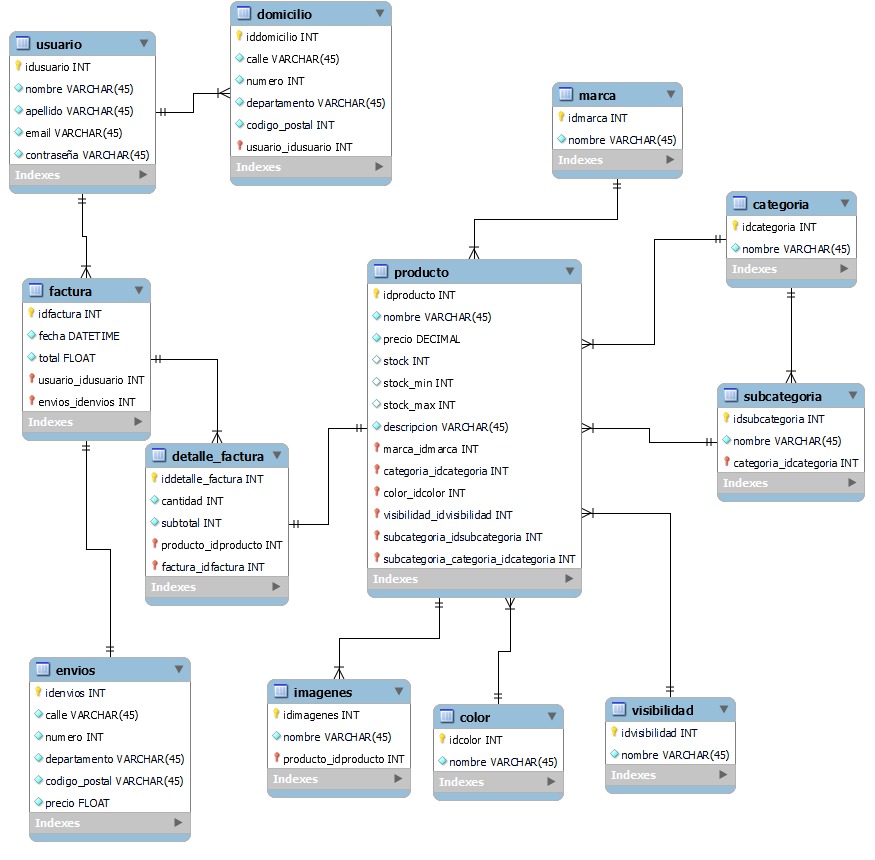 usuario
idusuario INT
nombre VARCHAR(45)
apellido VARCHAR(45)
email VARCHAR(45)
contraseña VARCHAR(45)
Indexes
domicilio
iddomicilio INT
calle VARCHAR(45)
numero INT
departamento VARCHAR(45)
codigo_postal INT
usuario_idusuario INT
Indexes
marca
idmarca INT
nombre VARCHAR(45)
Indexes
categoria
idcategoria INT
nombre VARCHAR(45)
Indexes
factura
idfactura INT
fecha DATETIME
total FLOAT
usuario_idusuario INT
envios_idenvios INT
Indexes
producto
idproducto INT
nombre VARCHAR(45)
precio DECIMAL
stock INT
stock_min INT
stock_max INT
descripcion VARCHAR(45)
marca_idmarca INT
categoria_idcategoria INT
color_idcolor INT
visibilidad_idvisibilidad INT
subcategoria_idsubcategoria INT
subcategoria_categoria_idcategoria INT
Indexes
subcategoria
idsubcategoria INT
nombre VARCHAR(45)
categoria_idcategoria INT
Indexes
detalle_factura
iddetalle_factura INT
cantidad INT
subtotal INT
producto_idproducto INT
factura_idfactura INT
Indexes
envios
idenvios INT
calle VARCHAR(45)
numero INT
departamento VARCHAR(45)
codigo_postal VARCHAR(45)
precio FLOAT
Indexes
imagenes
idimagenes INT
nombre VARCHAR(45)
producto_idproducto INT
Indexes
color
idcolor INT
nombre VARCHAR(45)
Indexes
visibilidad
idvisibilidad INT
nombre VARCHAR(45)
Indexes